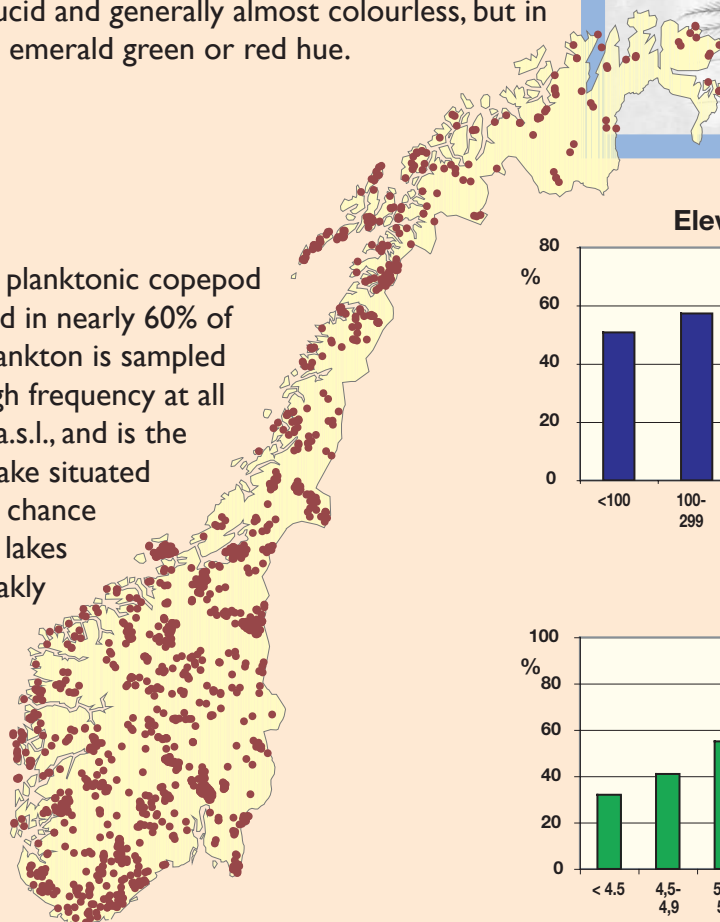 ucid and generally almost colourless, but in
emerald green or red hue.
planktonic copepod
d in nearly 60% of
ankton is sampled
gh frequency at all
a.s.l., and is the
ake situated
chance
lakes
akly
Elev
80
%
60
40
20
0
<100
100-
299
100
%
80
60
40
20
0
< 4.5
4,5-
4,9
5
5